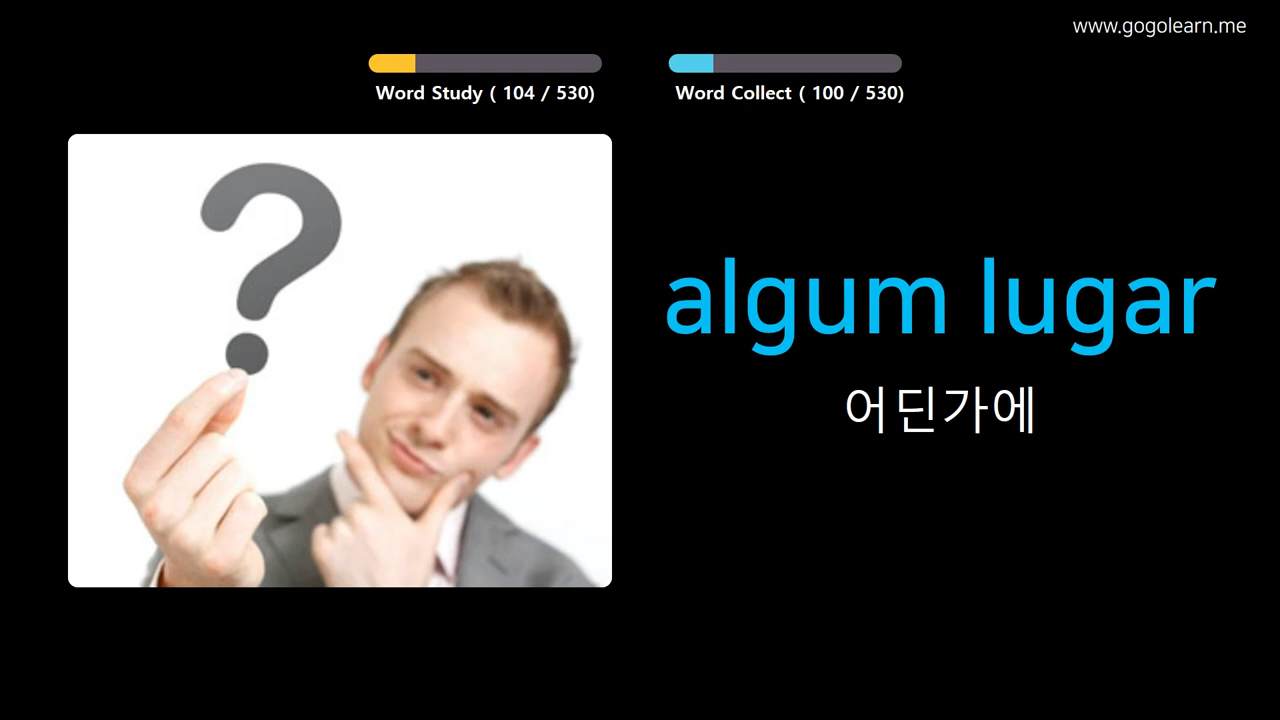 www.gogolearn.me
Word Study ( 104 / 530)
Word Collect ( 100 / 530)
?
algum lugar
어딘가에